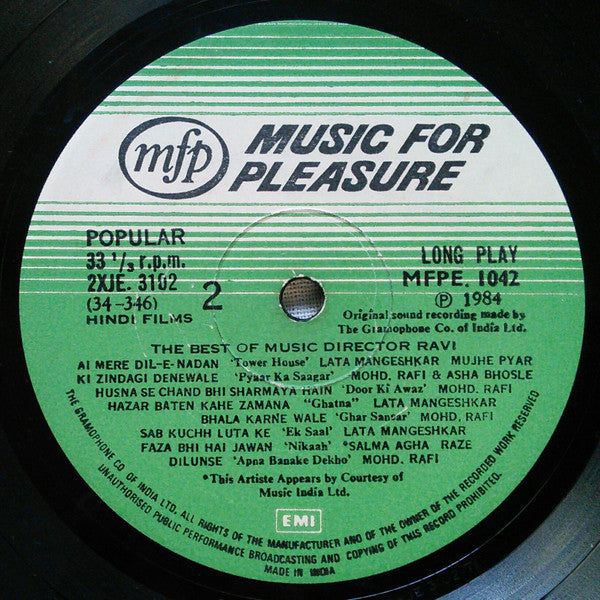 mfp
MUSIC FOR
PLEASURE
POPULAR
33 1/3 r.p.m.
2XJE. 3102
(34-346)
HINDI FILMS
2
LONG PLAY
MFPE. 1042
℗ 1984
Original sound recording made by
The Gramophone Co. of India Ltd.
THE BEST OF MUSIC DIRECTOR RAVI
AI MERE DIL-E-NADAN 'Tower House' LATA MANGESHKAR MUJHE PYAR
KI ZINDAGI DENEWALE 'Pyaar Ka Saagar' MOHD. RAFI & ASHA BHOSLE
HUSNA SE CHAND BHI SHARMAYA HAIN 'Door Ki Awaz' MOHD. RAFI
HAZAR BATEN KAHE ZAMANA "Ghatna" LATA MANGESHKAR
BHALA KARNE WALE 'Ghar Sansar' MOHD. RAFI
SAB KUCHH LUTA KE 'Ek Saal' LATA MANGESHKAR
FAZA BHI HAI JAWAN 'Nikaah' *SALMA AGHA RAZE
DILUNSE 'Apna Banake Dekho' MOHD. RAFI
*This Artiste Appears by Courtesy of
Music India Ltd.
EMI
THE GRAMOPHONE CO. OF INDIA LTD. ALL RIGHTS OF THE MANUFACTURER AND OF THE OWNER OF THE RECORDED WORK RESERVED
UNAUTHORISED PUBLIC PERFORMANCE BROADCASTING AND COPYING OF THIS RECORD PROHIBITED.
MADE IN INDIA